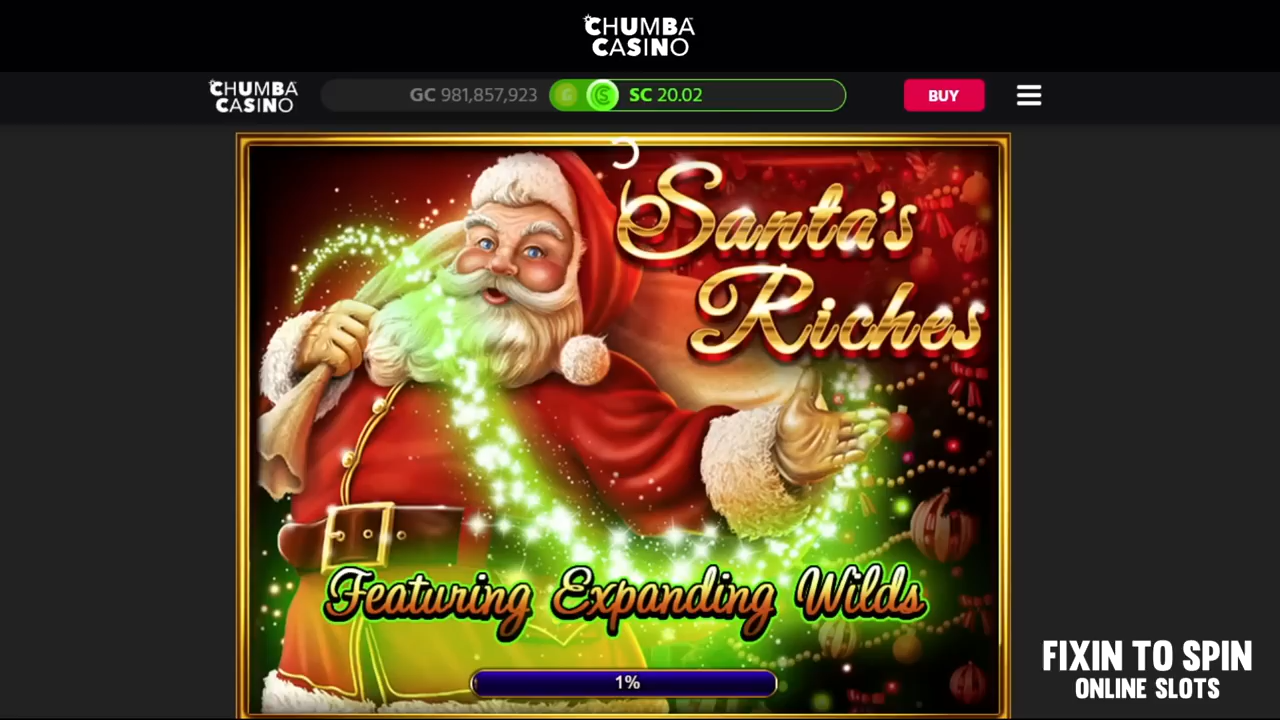 CHUMBA
CASINO
CHUMBA
CASINO
GC 981,857,923
G
S
SC 20.02
BUY
Santa's
Riches
Featuring Expanding Wilds
1%
FIXIN TO SPIN
ONLINE SLOTS